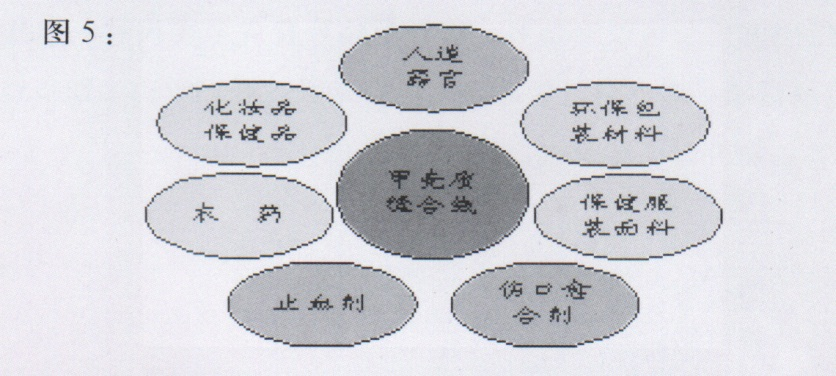 图5：
人造
器官
化妆品
保健品
环保包
装材料
甲壳质
缝合线
农药
保健服
装面料
止血剂
伤口愈
合剂